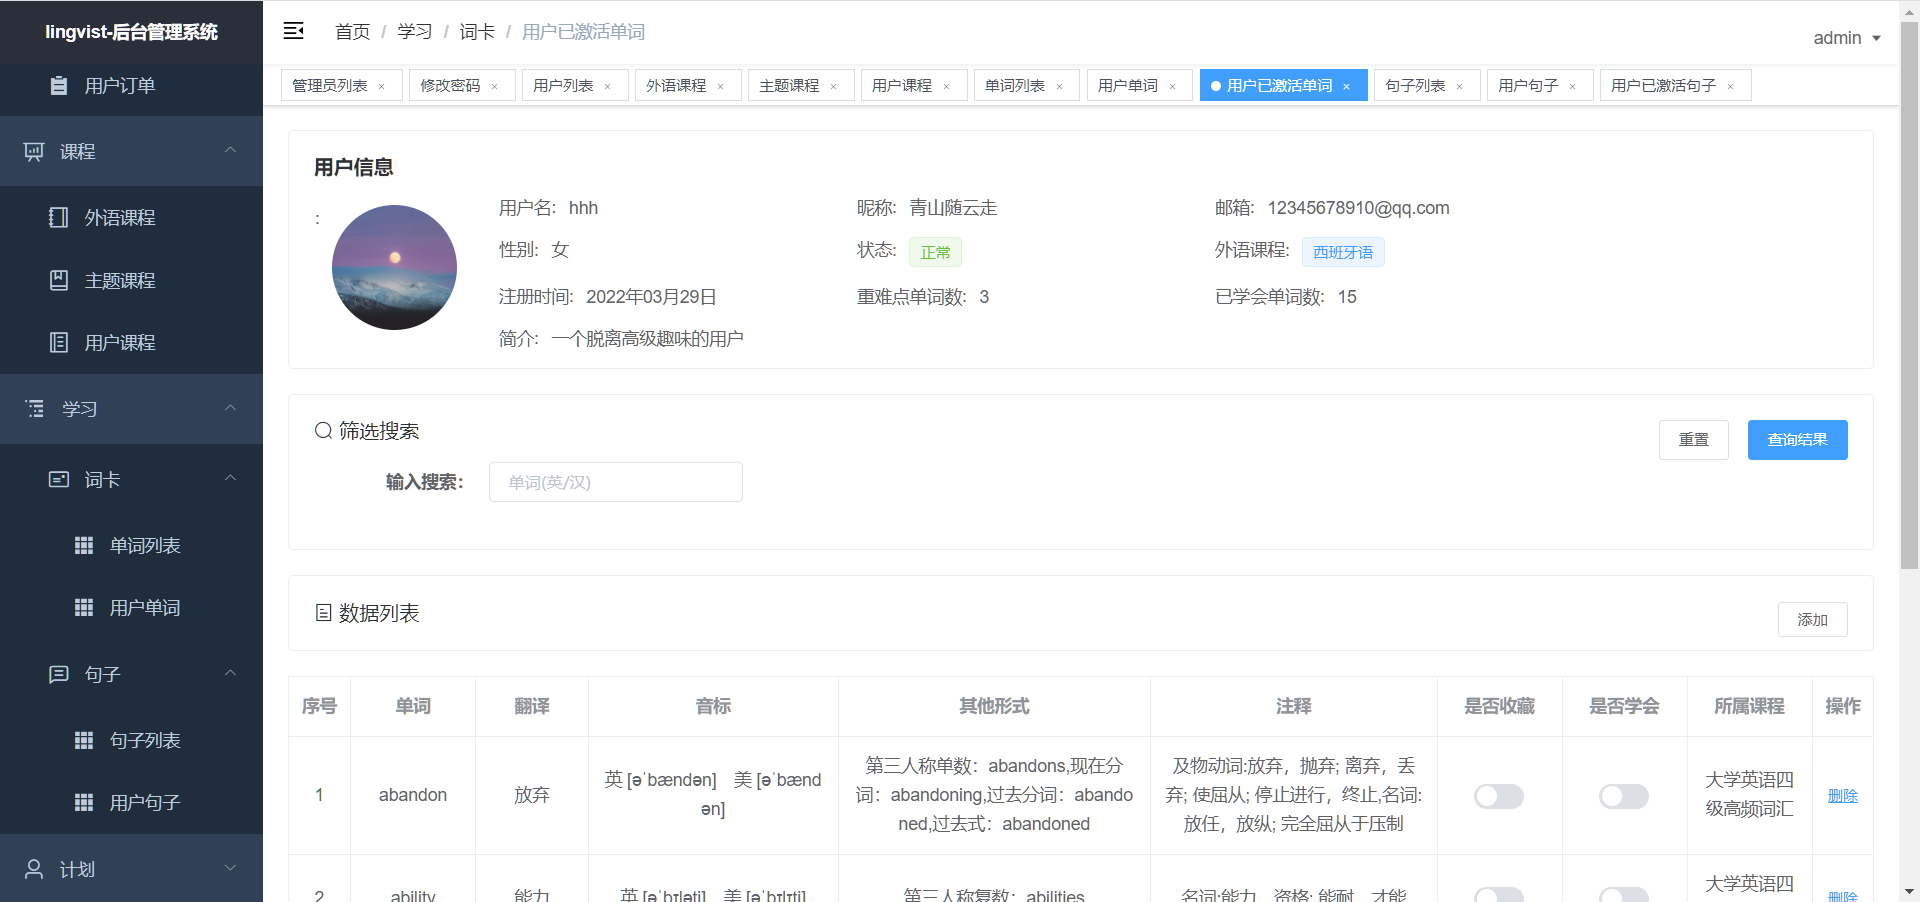 lingvist-后台管理系统
用户订单
课程
外语课程
主题课程
用户课程
学习
词卡
单词列表
用户单词
句子
句子列表
用户句子
计划
首页 / 学习 / 词卡 / 用户已激活单词
admin
管理员列表 × 修改密码 × 用户列表 × 外语课程 × 主题课程 × 用户课程 × 单词列表 × 用户单词 × 用户已激活单词 × 句子列表 × 用户句子 × 用户已激活句子 ×
用户信息
:
用户名: hhh 昵称: 青山随云走 邮箱: 12345678910@qq.com
性别: 女 状态: 正常 外语课程: 西班牙语
注册时间: 2022年03月29日 重难点单词数: 3 已学会单词数: 15
简介: 一个脱离高级趣味的用户
筛选搜索
重置 查询结果
输入搜索: 单词(英/汉)
数据列表
添加
序号 单词 翻译 音标 其他形式 注释 是否收藏 是否学会 所属课程 操作
1 abandon 放弃
英 [əˈbændən] 美 [əˈbænd
ən]
第三人称单数：abandons,现在分
词：abandoning,过去分词：abando
ned,过去式：abandoned
及物动词:放弃，抛弃; 离弃，丢
弃; 使屈从; 停止进行，终止,名词:
放任，放纵; 完全屈从于压制
大学英语四
级高频词汇
删除
2 ability 能力 英 [əˈbɪləti] 美 [əˈbɪlɪti] 第三人称复数：abilities 名词:能力，资格; 能耐，才能
大学英语四
删除